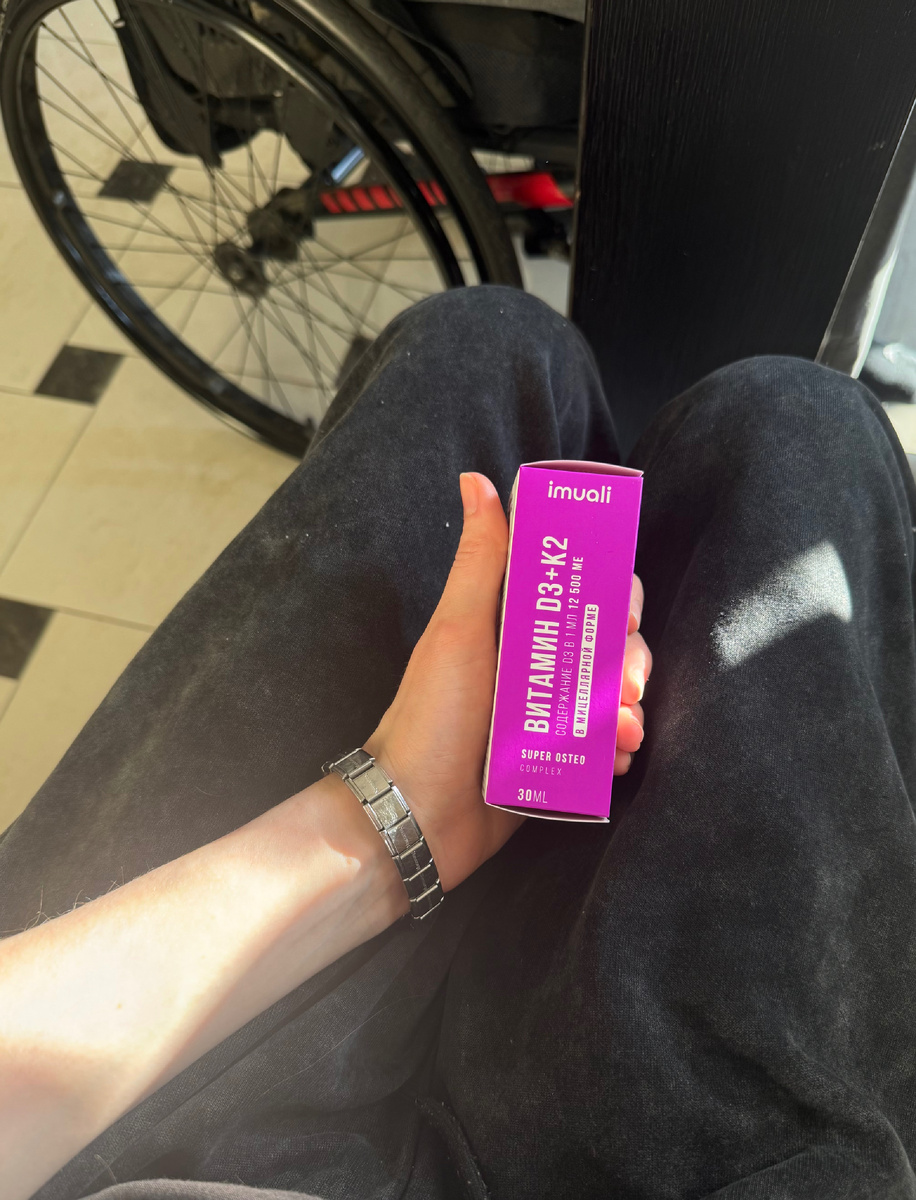 imuali
ВИТАМИН D3+K2
СОДЕРЖАНИЕ D3 В 1 МЛ 12 500 МЕ
В МИЦЕЛЛЯРНОЙ ФОРМЕ
SUPER OSTEO
COMPLEX
30ML